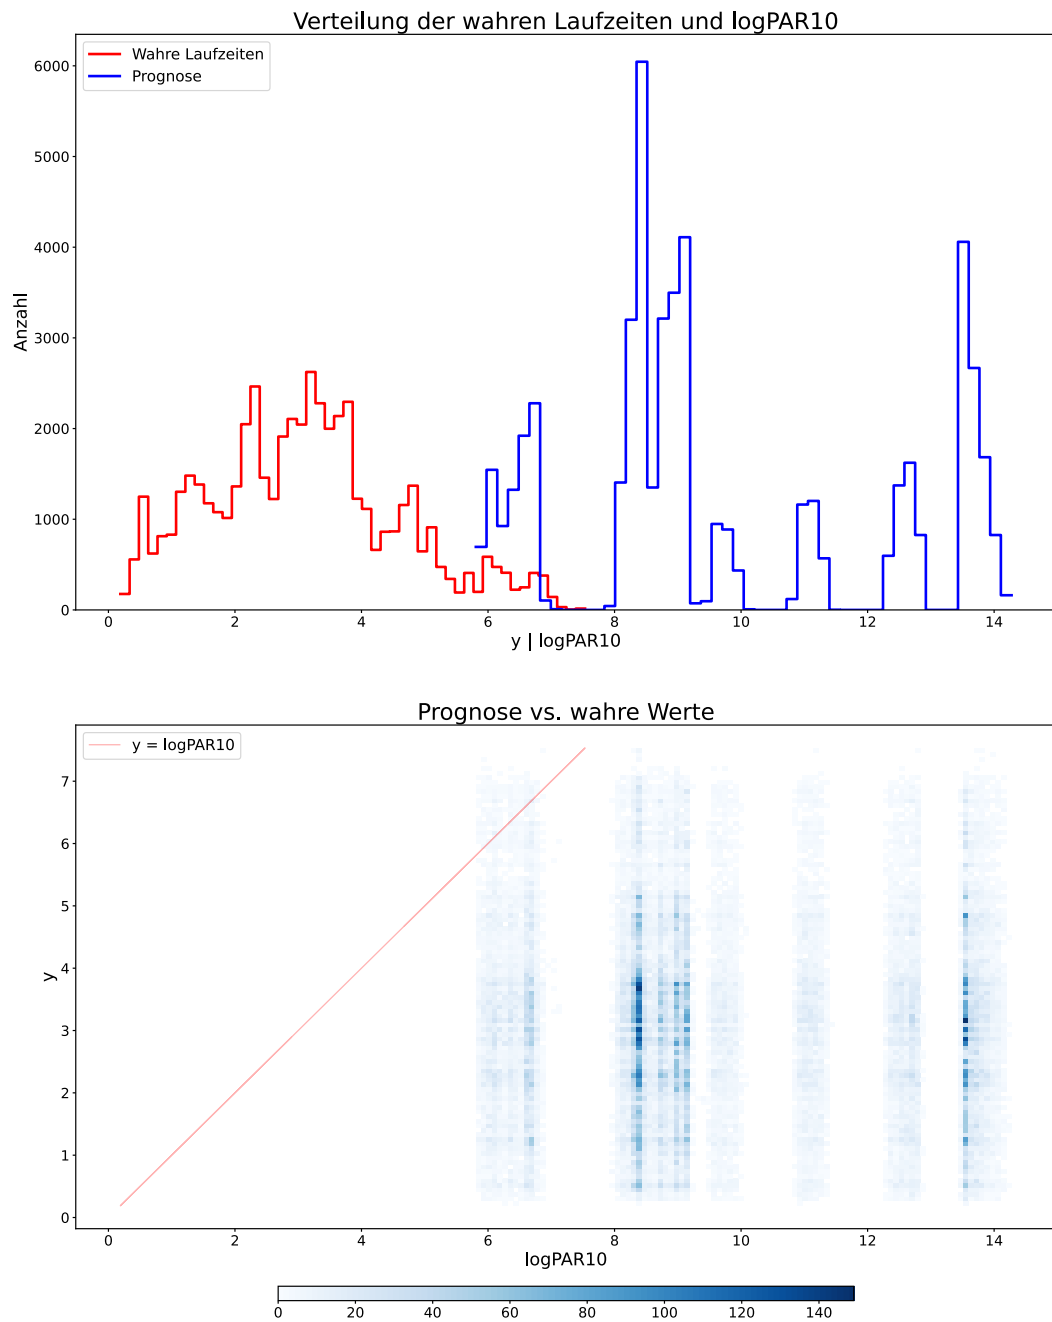 Verteilung der wahren Laufzeiten und logPAR10
Wahre Laufzeiten
Prognose
6000
5000
4000
3000
2000
1000
0
Anzahl
0 2 4 6 8 10 12 14
y | logPAR10
Prognose vs. wahre Werte
y = logPAR10
7
6
5
4
3
2
1
0
y
0 2 4 6 8 10 12 14
logPAR10
0 20 40 60 80 100 120 140